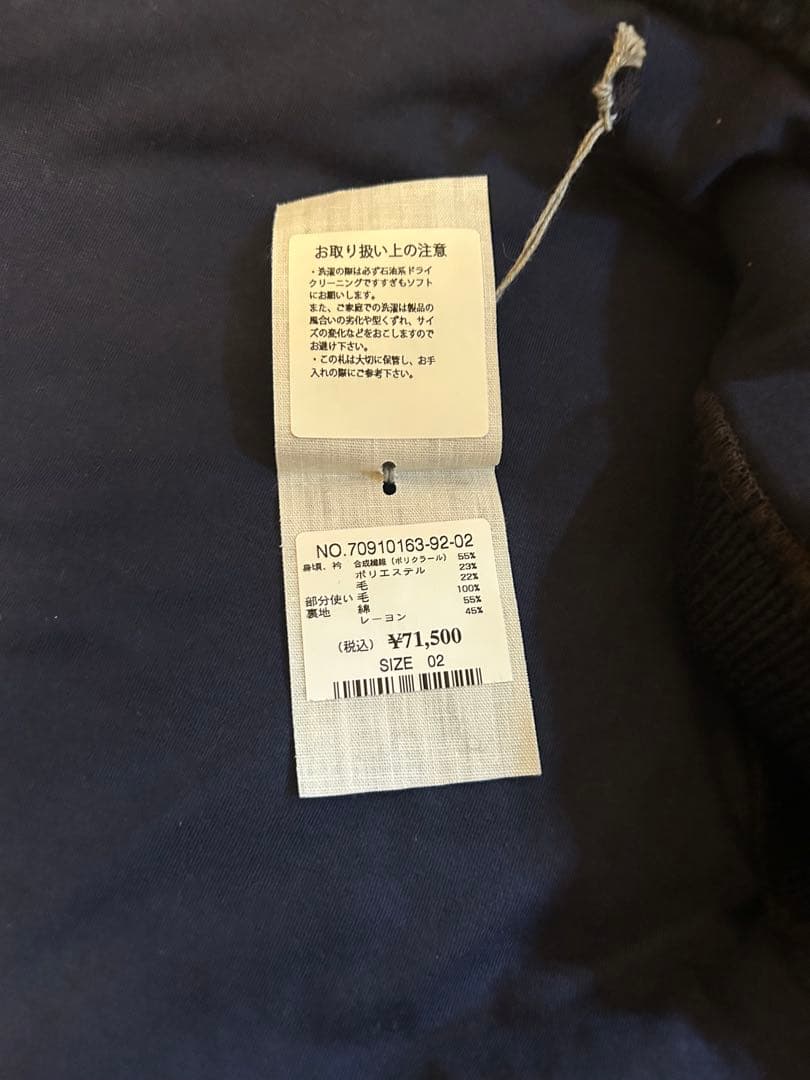 お取り扱い上の注意
・洗濯の際は必ず石油系ドライ
クリーニングですすぎもソフト
にお願いします。
また、ご家庭での洗濯は製品の
風合いの劣化や型くずれ、サイ
ズの変化などをおこしますので
お避け下さい。
・この札は大切に保管し、お手
入れの際にご参考下さい。
NO.70910163-92-02
身頃、衿 合成繊維（ポリクラール） 55%
ポリエステル 23%
毛 22%
部分使い 毛 100%
裏地 綿 55%
レーヨン 45%
（税込） ¥71,500
SIZE 02